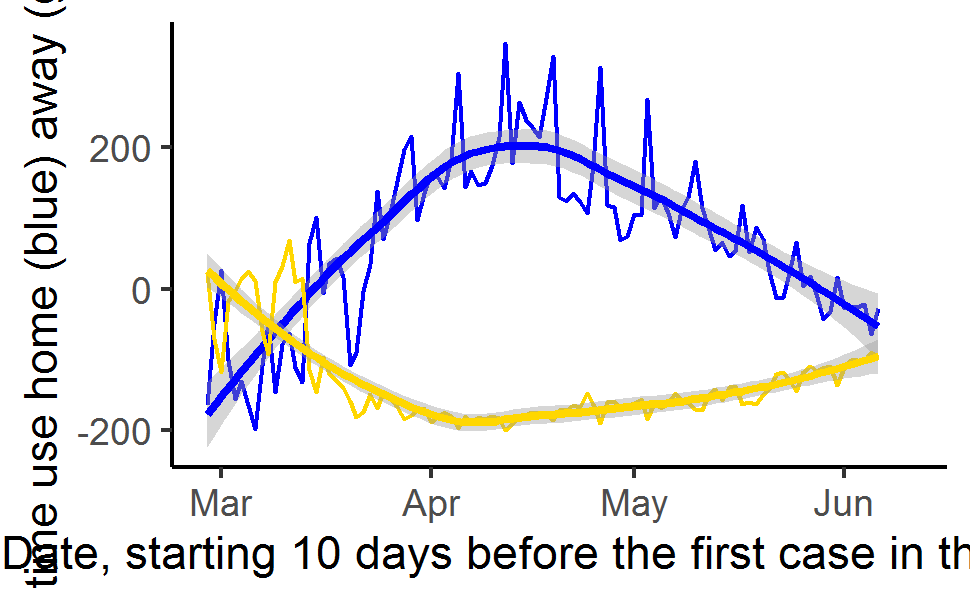 time use home (blue) away (
200
0
-200
Mar Apr May Jun
Date, starting 10 days before the first case in th